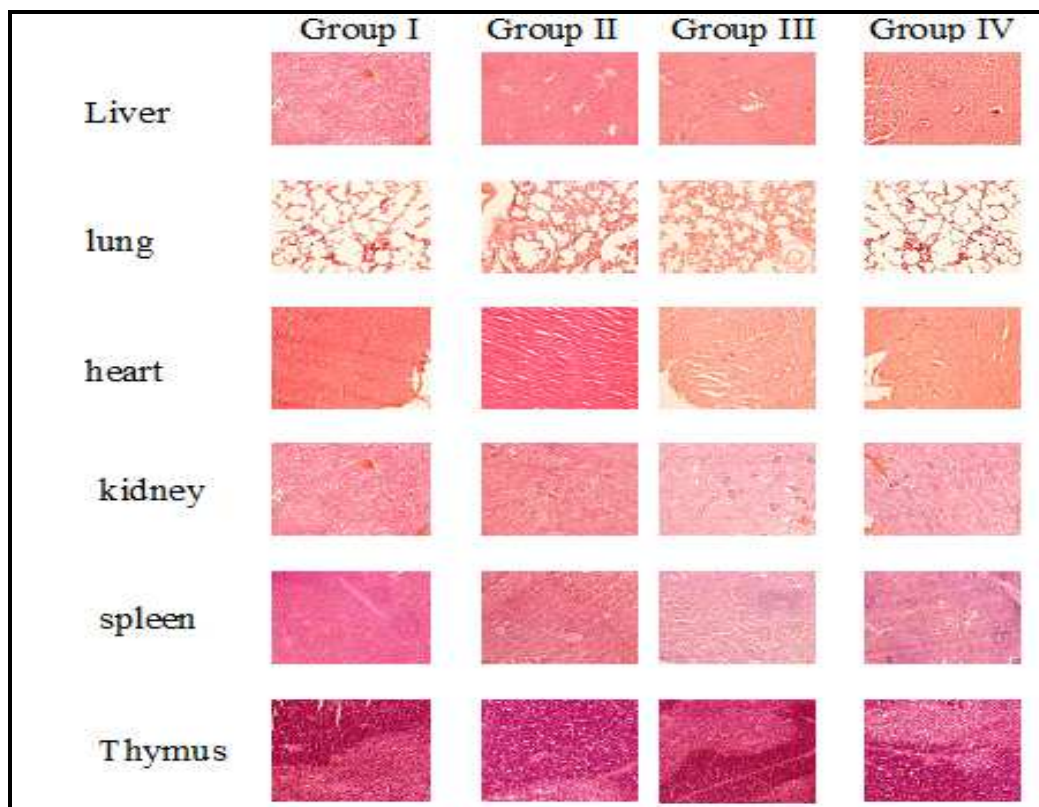 Group I Group II Group III Group IV
Liver
lung
heart
kidney
spleen
Thymus